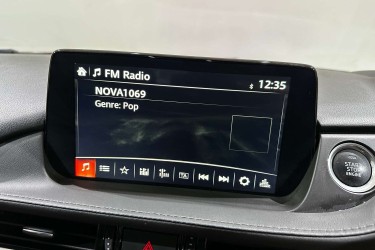 FM Radio
12:35
NOVA1069
Genre: Pop
START
STOP
ENGINE